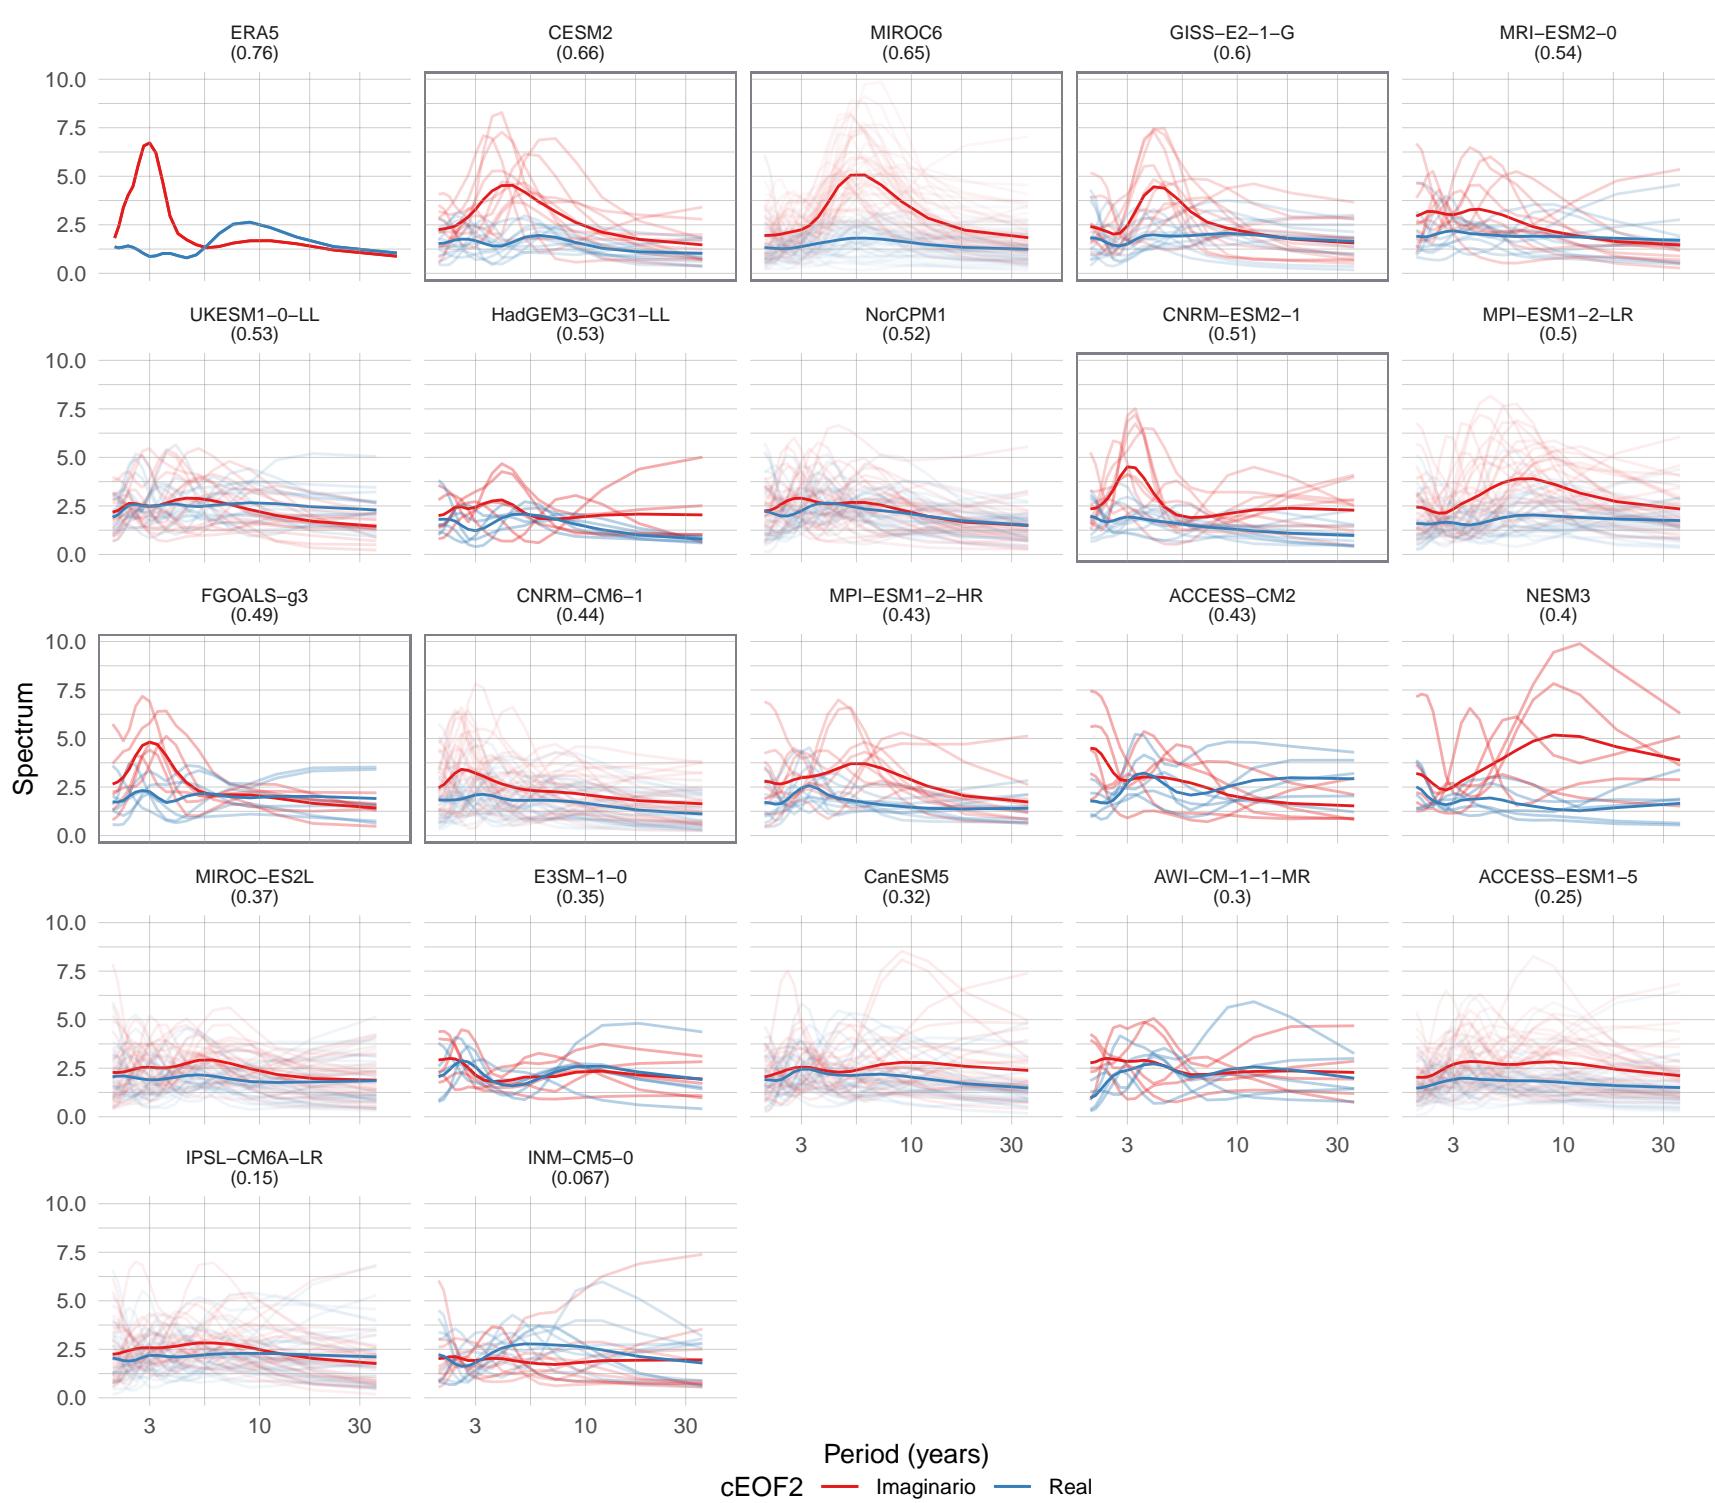 ERA5
(0.76)
CESM2
(0.66)
MIROC6
(0.65)
GISS−E2−1−G
(0.6)
MRI−ESM2−0
(0.54)
10.0
7.5
5.0
2.5
0.0
UKESM1−0−LL
(0.53)
HadGEM3−GC31−LL
(0.53)
NorCPM1
(0.52)
CNRM−ESM2−1
(0.51)
MPI−ESM1−2−LR
(0.5)
10.0
7.5
5.0
2.5
0.0
FGOALS−g3
(0.49)
CNRM−CM6−1
(0.44)
MPI−ESM1−2−HR
(0.43)
ACCESS−CM2
(0.43)
NESM3
(0.4)
10.0
7.5
5.0
2.5
0.0
Spectrum
MIROC−ES2L
(0.37)
E3SM−1−0
(0.35)
CanESM5
(0.32)
AWI−CM−1−1−MR
(0.3)
ACCESS−ESM1−5
(0.25)
10.0
7.5
5.0
2.5
0.0
3 10 30
3 10 30
3 10 30
IPSL−CM6A−LR
(0.15)
INM−CM5−0
(0.067)
10.0
7.5
5.0
2.5
0.0
3 10 30
3 10 30
Period (years)
cEOF2 Imaginario Real